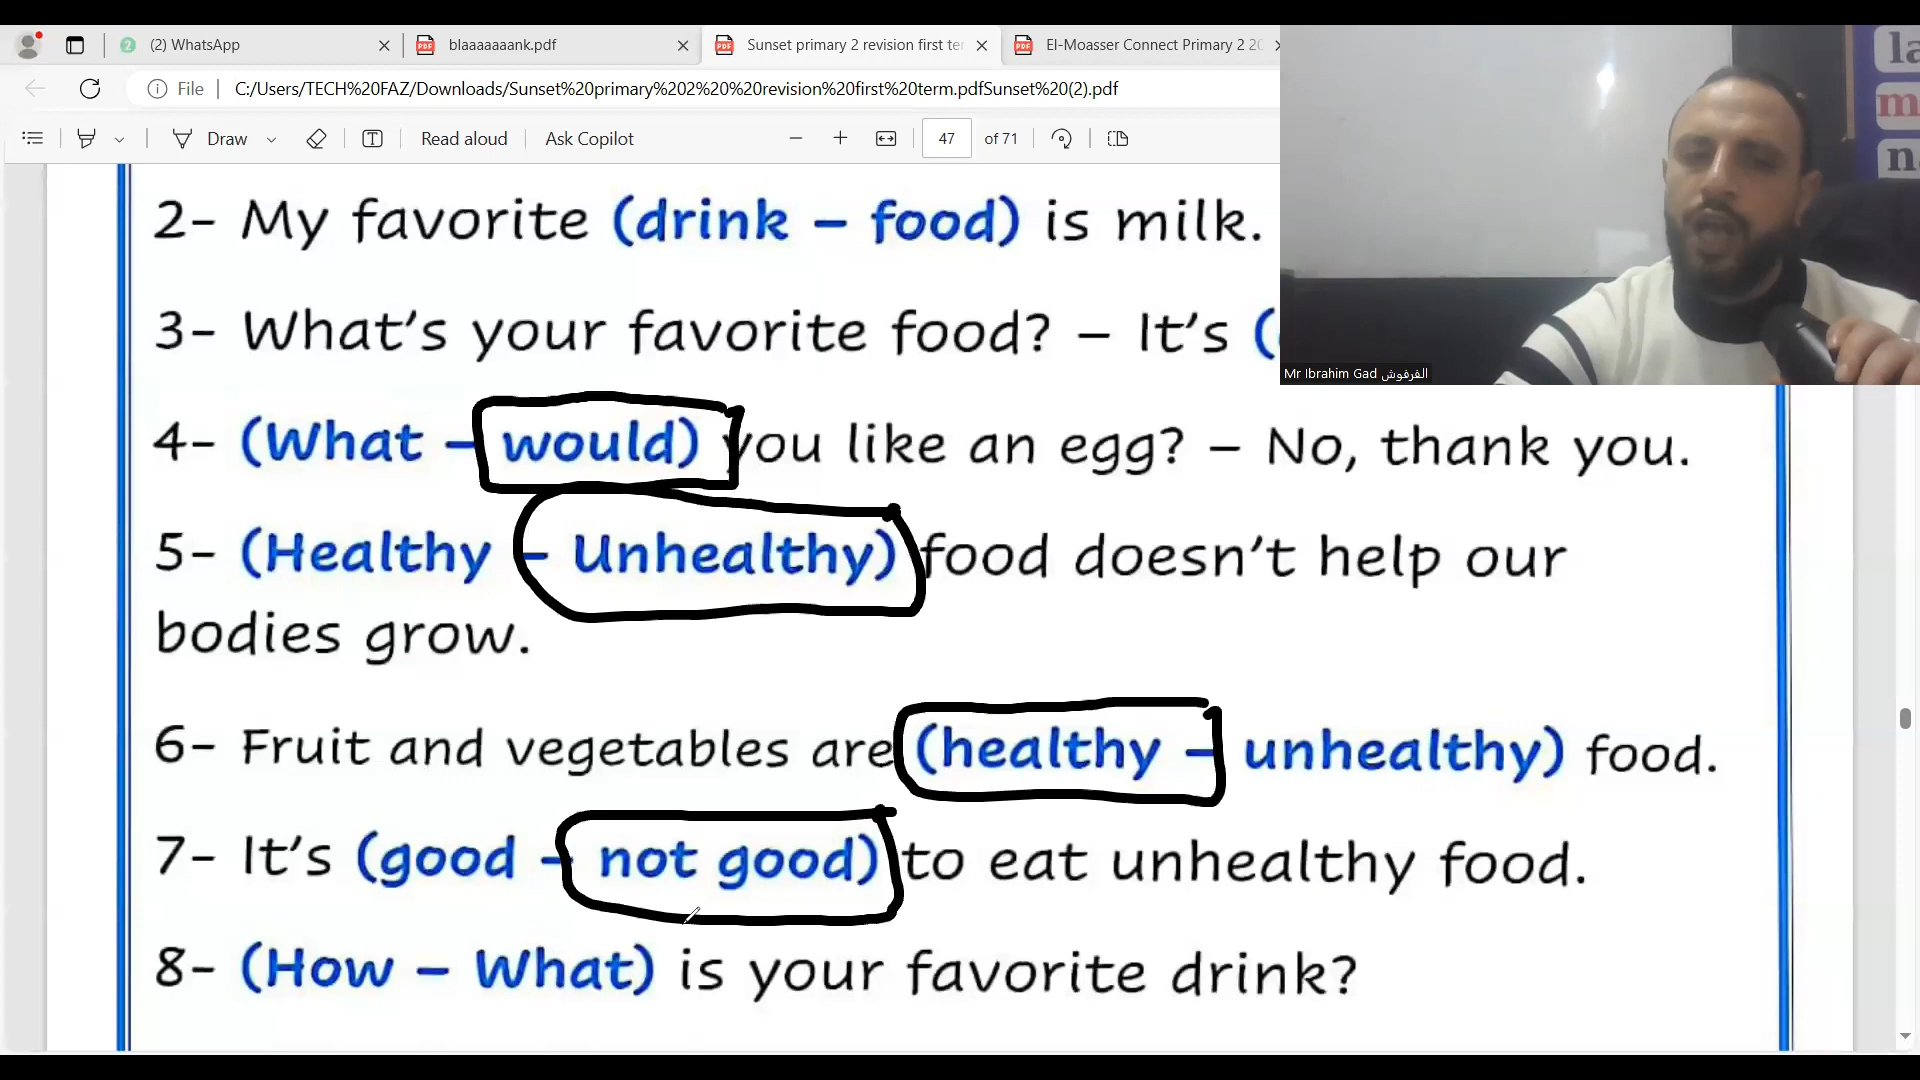 (2) WhatsApp
blaaaaaaank.pdf
Sunset primary 2 revision first ter
El-Moasser Connect Primary 2 20
File C:/Users/TECH%20FAZ/Downloads/Sunset%20primary%202%20%20revision%20first%20term.pdfSunset%20(2).pdf
Draw
Read aloud
Ask Copilot
47 of 71
la
m
n
Mr Ibrahim Gad الفرفوش
2- My favorite (drink – food) is milk.
3- What's your favorite food? – It's (
4- (What – would) you like an egg? – No, thank you.
5- (Healthy – Unhealthy) food doesn't help our
bodies grow.
6- Fruit and vegetables are (healthy – unhealthy) food.
7- It's (good – not good) to eat unhealthy food.
8- (How – What) is your favorite drink?